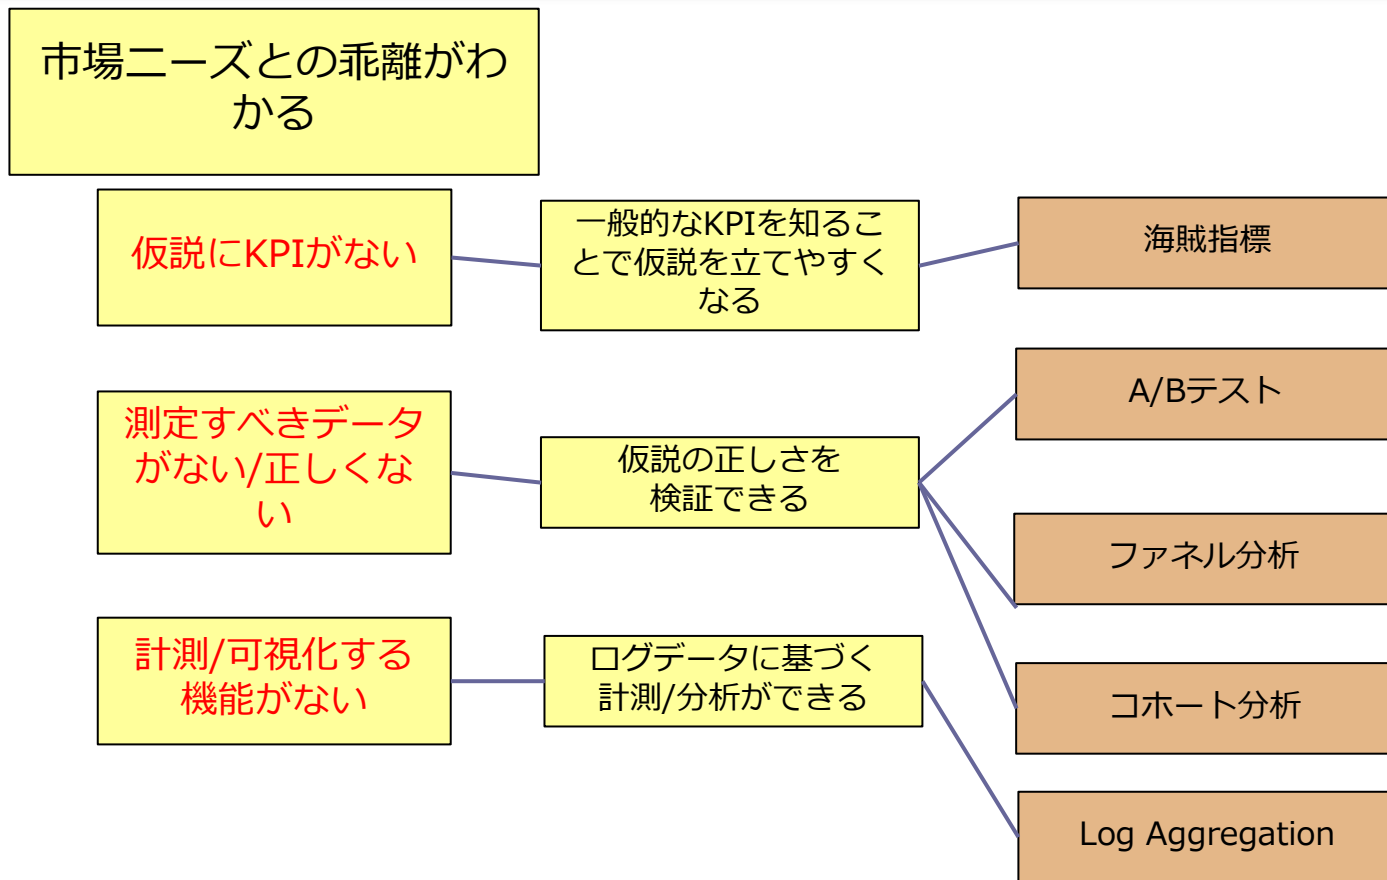 市場ニーズとの乖離がわ
かる
仮説にKPIがない
一般的なKPIを知るこ
とで仮説を立てやすく
なる
海賊指標
測定すべきデータ
がない/正しくな
い
仮説の正しさを
検証できる
A/Bテスト
ファネル分析
コホート分析
計測/可視化する
機能がない
ログデータに基づく
計測/分析ができる
Log Aggregation